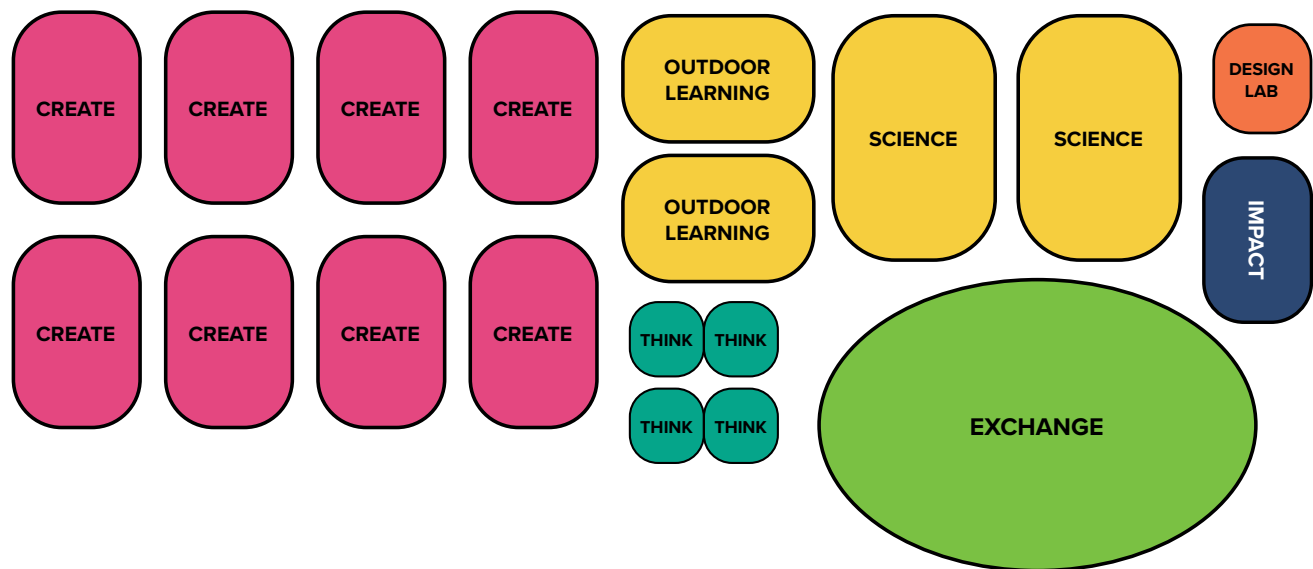 CREATE
CREATE
CREATE
CREATE
OUTDOOR
LEARNING
OUTDOOR
LEARNING
SCIENCE
SCIENCE
DESIGN
LAB
IMPACT
CREATE
CREATE
CREATE
CREATE
THINK
THINK
THINK
THINK
EXCHANGE